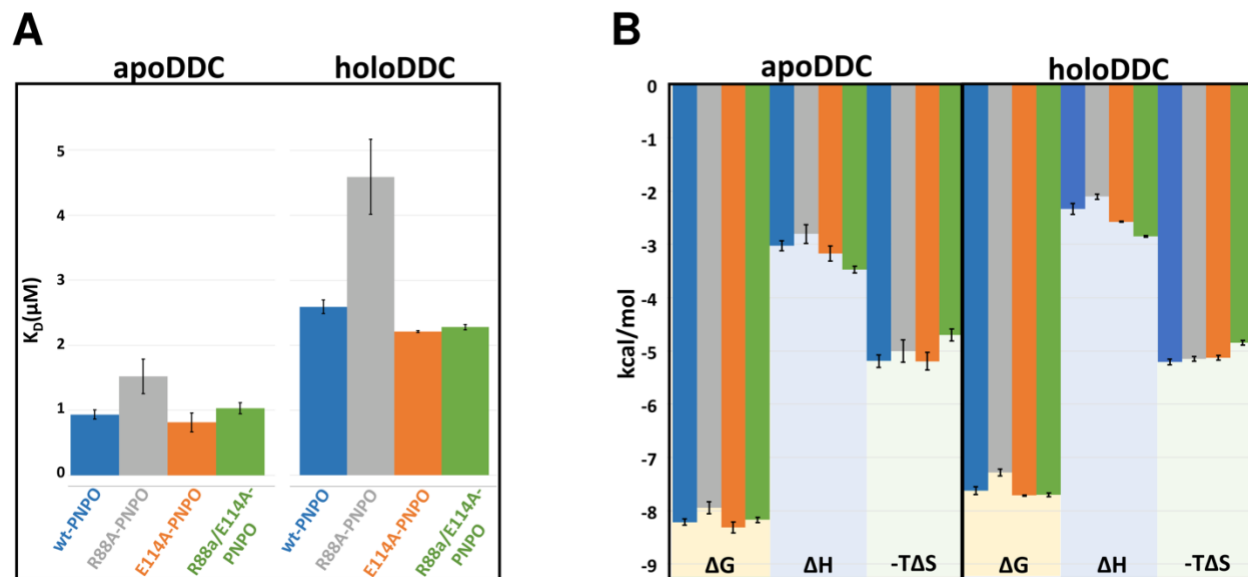 A
apoDDC
holoDDC
K_D(μM)
5
4
3
2
1
0
wt-PNPO
R88A-PNPO
E114A-PNPO
R88a/E114A-
PNPO
wt-PNPO
R88A-PNPO
E114A-PNPO
R88a/E114A-
PNPO
B
apoDDC
holoDDC
kcal/mol
0
-1
-2
-3
-4
-5
-6
-7
-8
-9
ΔG
ΔH
-TΔS
ΔG
ΔH
-TΔS